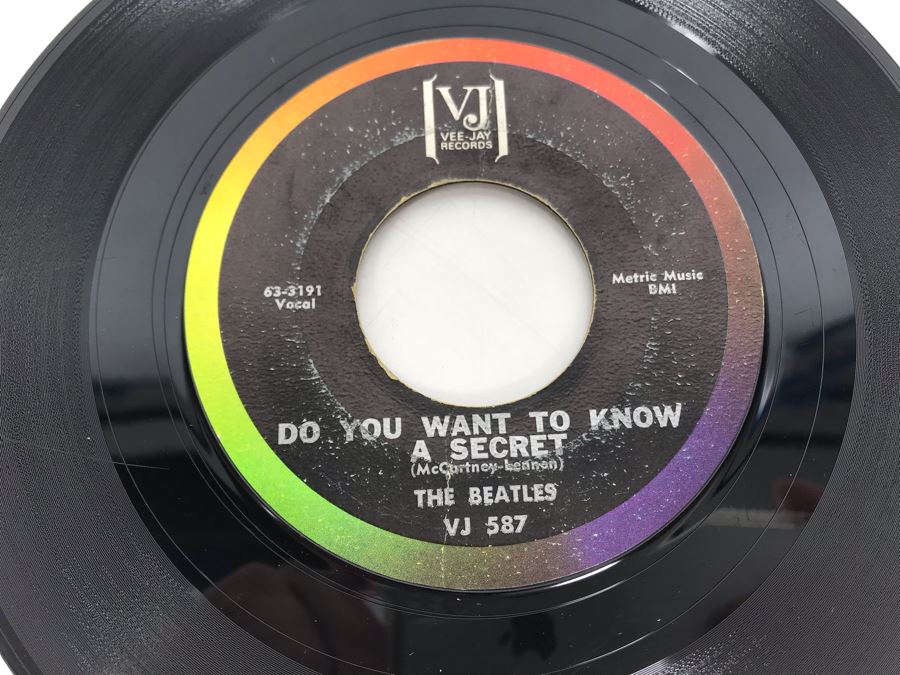 VJ
VEE-JAY
RECORDS
63-3191
Vocal
Metric Music
BMI
DO YOU WANT TO KNOW
A SECRET
(McCartney-Lennon)
THE BEATLES
VJ 587